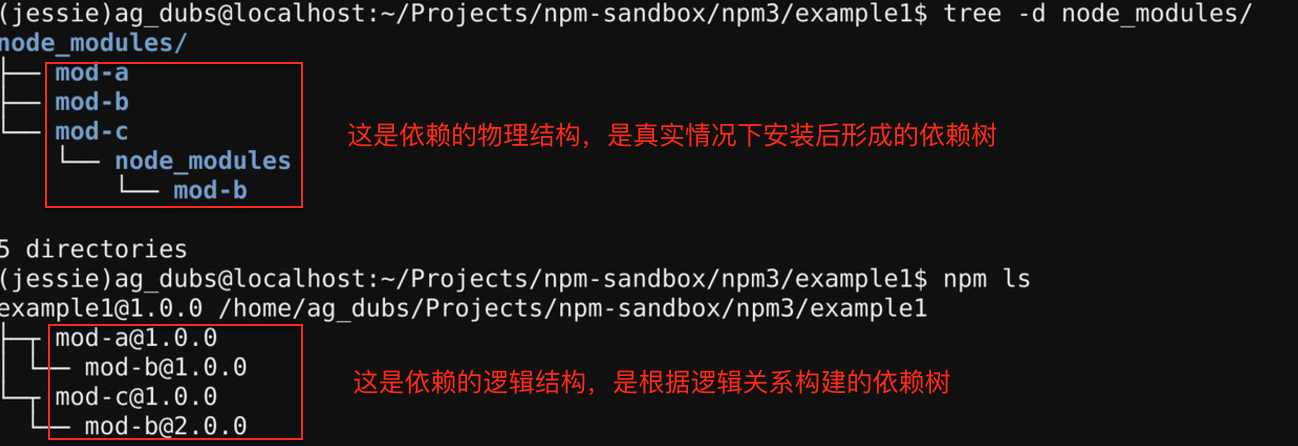 (jessie)ag_dubs@localhost:~/Projects/npm-sandbox/npm3/example1$ tree -d node_modules/
node_modules/
├── mod-a
├── mod-b
└── mod-c
└── node_modules
└── mod-b
这是依赖的物理结构，是真实情况下安装后形成的依赖树
5 directories
(jessie)ag_dubs@localhost:~/Projects/npm-sandbox/npm3/example1$ npm ls
example1@1.0.0 /home/ag_dubs/Projects/npm-sandbox/npm3/example1
├─┬ mod-a@1.0.0
│ └── mod-b@1.0.0
└─┬ mod-c@1.0.0
└── mod-b@2.0.0
这是依赖的逻辑结构，是根据逻辑关系构建的依赖树